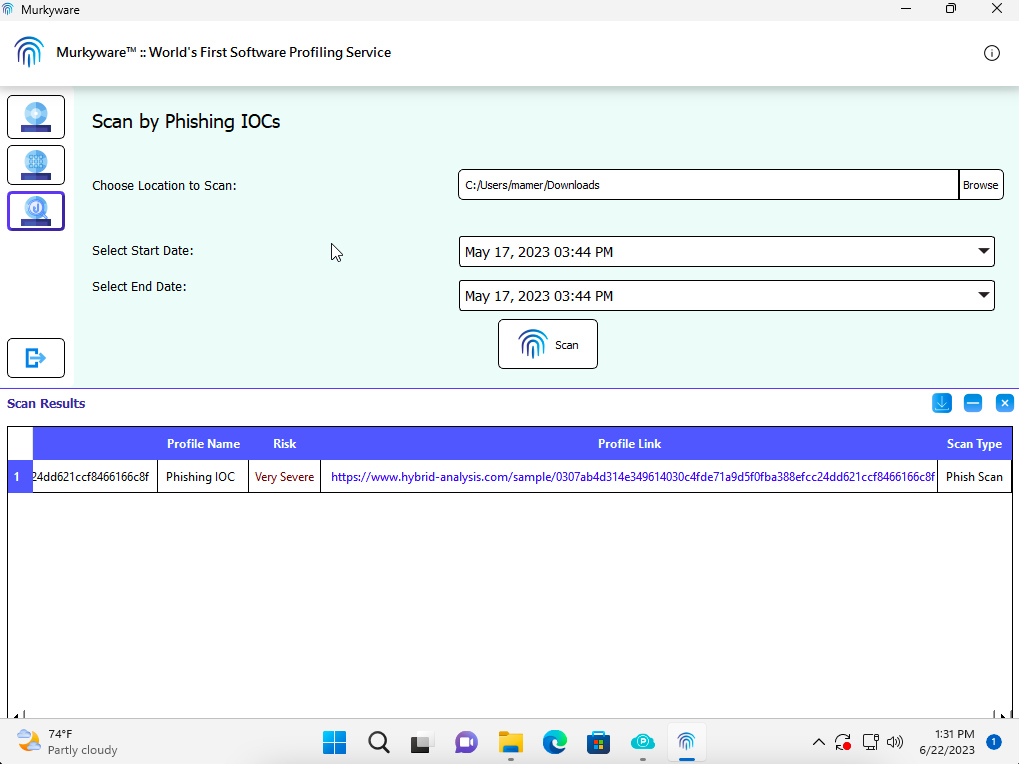 Murkyware
Murkyware™ :: World's First Software Profiling Service
Scan by Phishing IOCs
Choose Location to Scan:
C:/Users/mamer/Downloads
Browse
Select Start Date:
May 17, 2023 03:44 PM
Select End Date:
May 17, 2023 03:44 PM
Scan
Scan Results
Profile Name Risk Profile Link Scan Type
1 24dd621ccf8466166c8f Phishing IOC Very Severe https://www.hybrid-analysis.com/sample/0307ab4d314e349614030c4fde71a9d5f0fba388efcc24dd621ccf8466166c8f Phish Scan
74°F
Partly cloudy
1:31 PM
6/22/2023
1